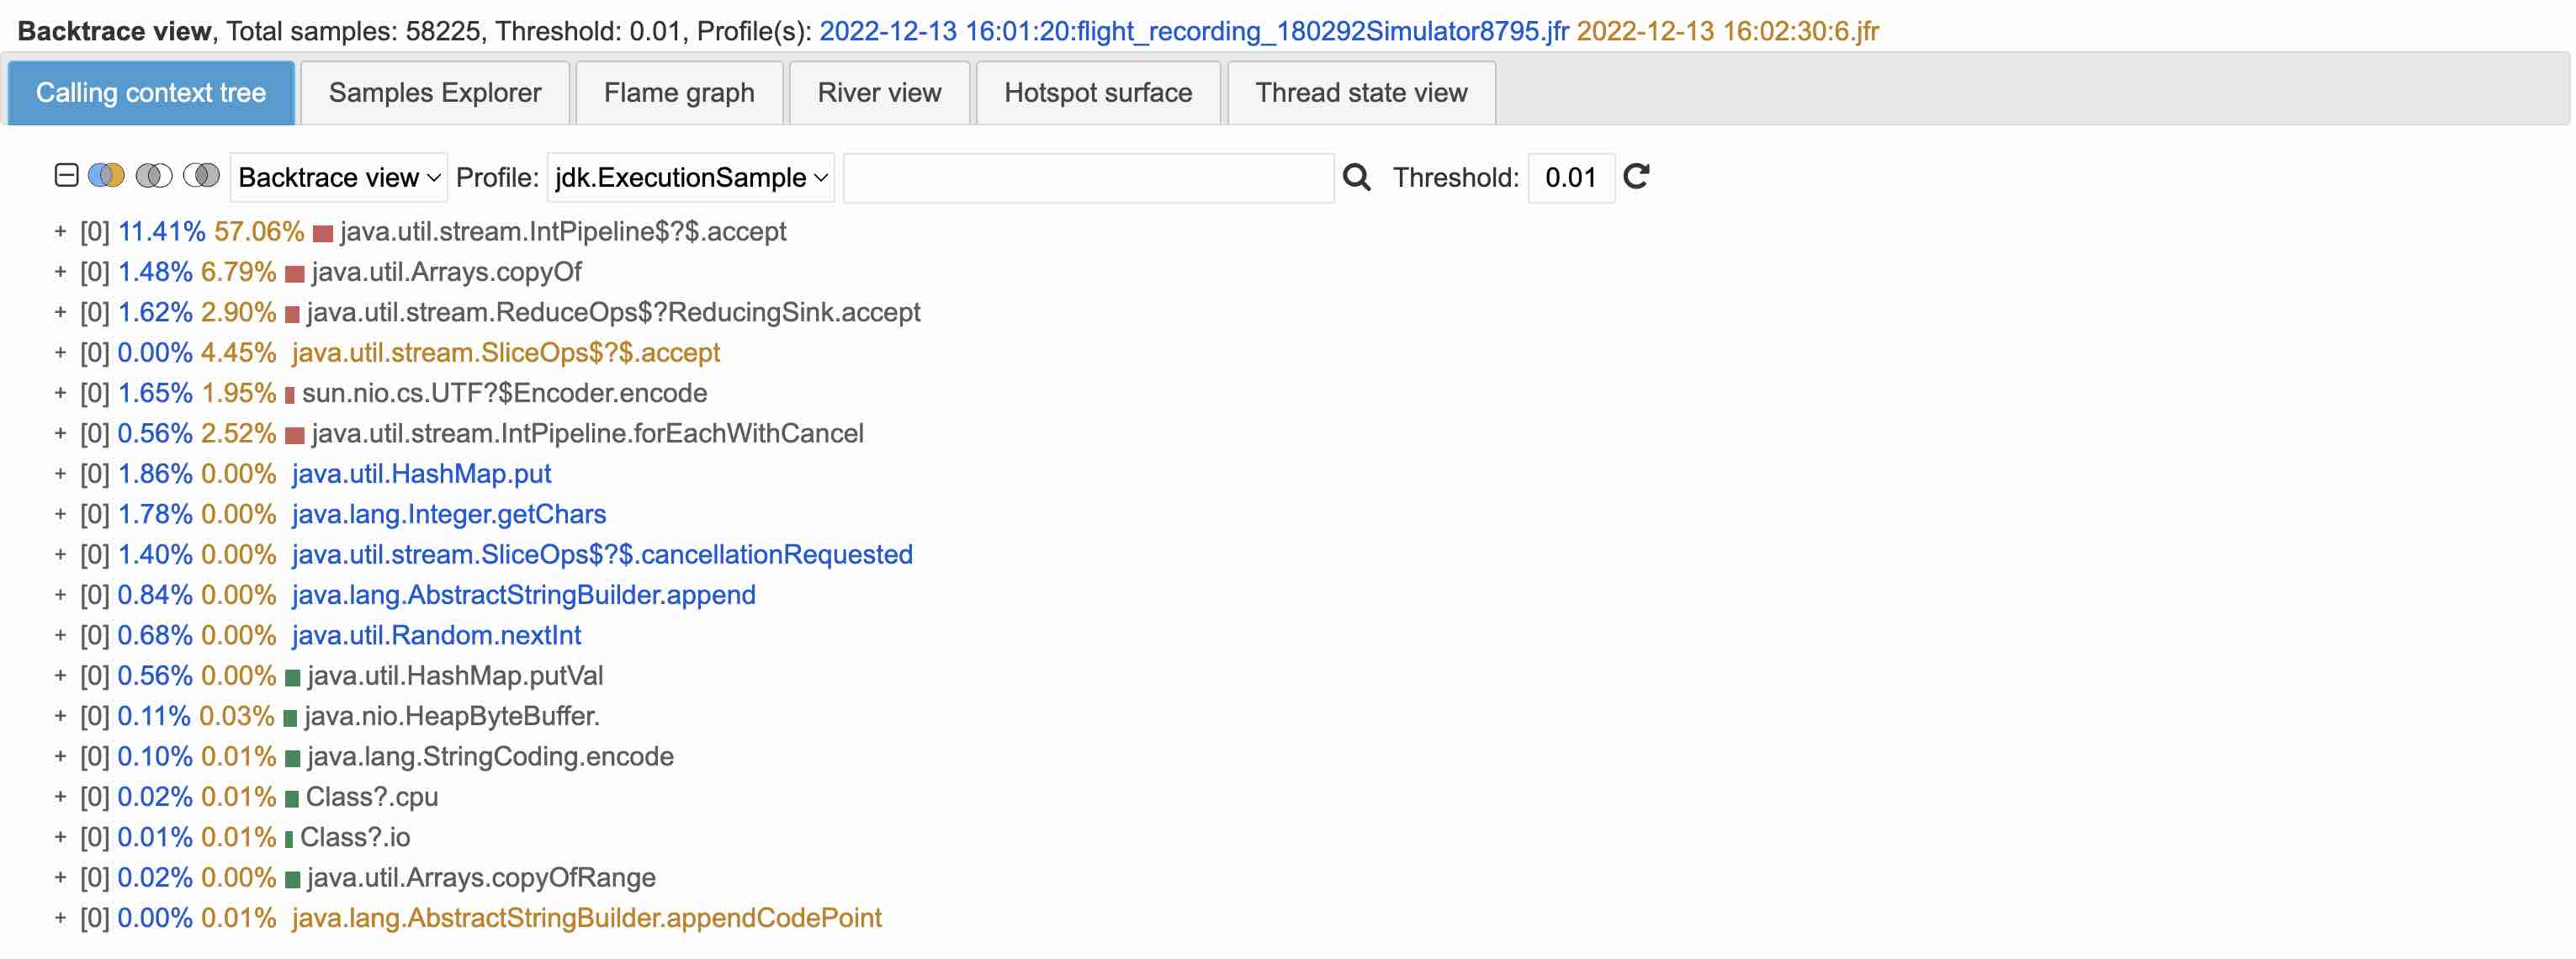 Backtrace view, Total samples: 58225, Threshold: 0.01, Profile(s): 2022-12-13 16:01:20:flight_recording_180292Simulator8795.jfr 2022-12-13 16:02:30:6.jfr
Calling context tree Samples Explorer Flame graph River view Hotspot surface Thread state view
Backtrace view Profile: jdk.ExecutionSample Threshold: 0.01
+ [0] 11.41% 57.06% java.util.stream.IntPipeline$?$.accept
+ [0] 1.48% 6.79% java.util.Arrays.copyOf
+ [0] 1.62% 2.90% java.util.stream.ReduceOps$?ReducingSink.accept
+ [0] 0.00% 4.45% java.util.stream.SliceOps$?$.accept
+ [0] 1.65% 1.95% sun.nio.cs.UTF?$Encoder.encode
+ [0] 0.56% 2.52% java.util.stream.IntPipeline.forEachWithCancel
+ [0] 1.86% 0.00% java.util.HashMap.put
+ [0] 1.78% 0.00% java.lang.Integer.getChars
+ [0] 1.40% 0.00% java.util.stream.SliceOps$?$.cancellationRequested
+ [0] 0.84% 0.00% java.lang.AbstractStringBuilder.append
+ [0] 0.68% 0.00% java.util.Random.nextInt
+ [0] 0.56% 0.00% java.util.HashMap.putVal
+ [0] 0.11% 0.03% java.nio.HeapByteBuffer.
+ [0] 0.10% 0.01% java.lang.StringCoding.encode
+ [0] 0.02% 0.01% Class?.cpu
+ [0] 0.01% 0.01% Class?.io
+ [0] 0.02% 0.00% java.util.Arrays.copyOfRange
+ [0] 0.00% 0.01% java.lang.AbstractStringBuilder.appendCodePoint